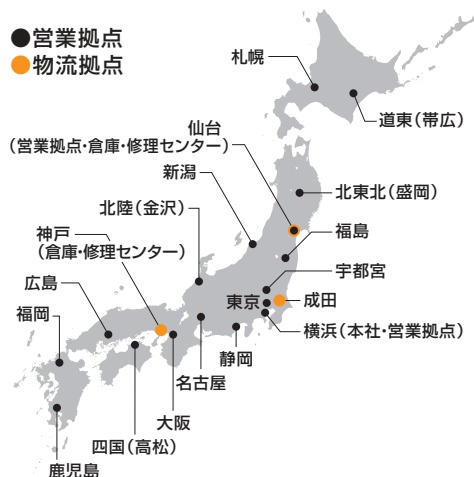 ●営業拠点
●物流拠点
札幌
道東(帯広)
仙台
(営業拠点・倉庫・修理センター)
新潟
北東北(盛岡)
北陸(金沢)
福島
神戸
(倉庫・修理センター)
宇都宮
広島
東京
成田
福岡
横浜(本社・営業拠点)
静岡
名古屋
大阪
四国(高松)
鹿児島